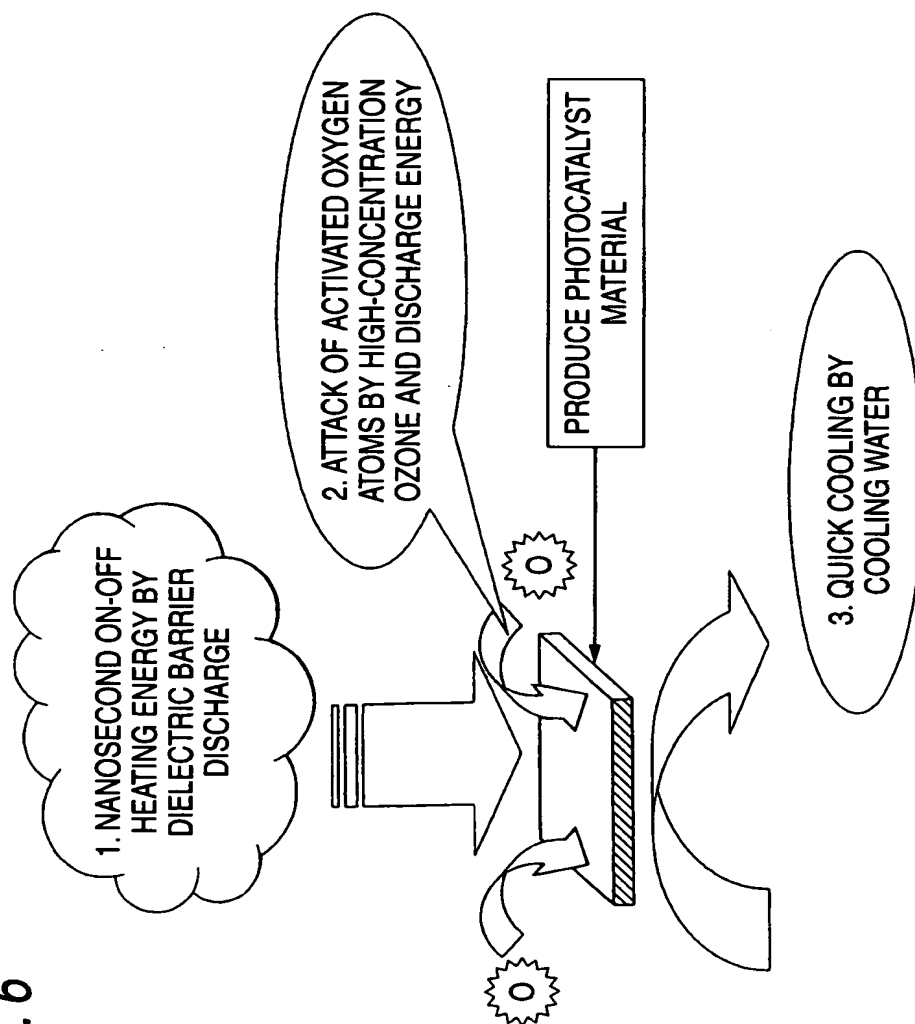 1. NANOSECOND ON-OFF
HEATING ENERGY BY
DIELECTRIC BARRIER
DISCHARGE
2. ATTACK OF ACTIVATED OXYGEN
ATOMS BY HIGH-CONCENTRATION
OZONE AND DISCHARGE ENERGY
O
O
PRODUCE PHOTOCATALYST
MATERIAL
3. QUICK COOLING BY
COOLING WATER